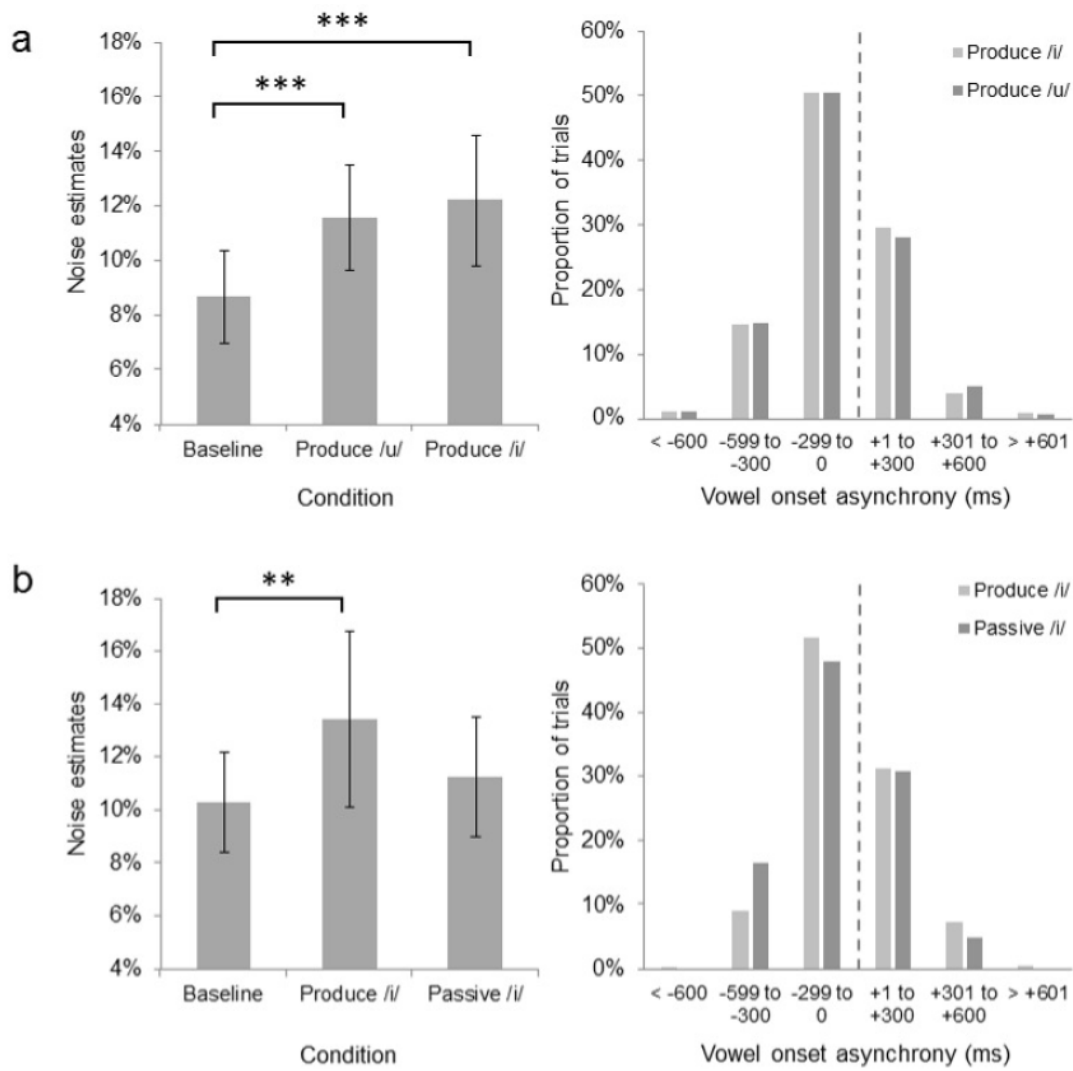 a
***
***
18%
16%
14%
12%
10%
8%
6%
4%
Noise estimates
Baseline Produce /u/ Produce /i/
Condition
60%
50%
40%
30%
20%
10%
0%
Proportion of trials
Produce /i/
Produce /u/
< -600 -599 to -299 to +1 to +301 to > +601
-300 0 +300 +600
Vowel onset asynchrony (ms)
b
**
18%
16%
14%
12%
10%
8%
6%
4%
Noise estimates
Baseline Produce /i/ Passive /i/
Condition
60%
50%
40%
30%
20%
10%
0%
Proportion of trials
Produce /i/
Passive /i/
< -600 -599 to -299 to +1 to +301 to > +601
-300 0 +300 +600
Vowel onset asynchrony (ms)